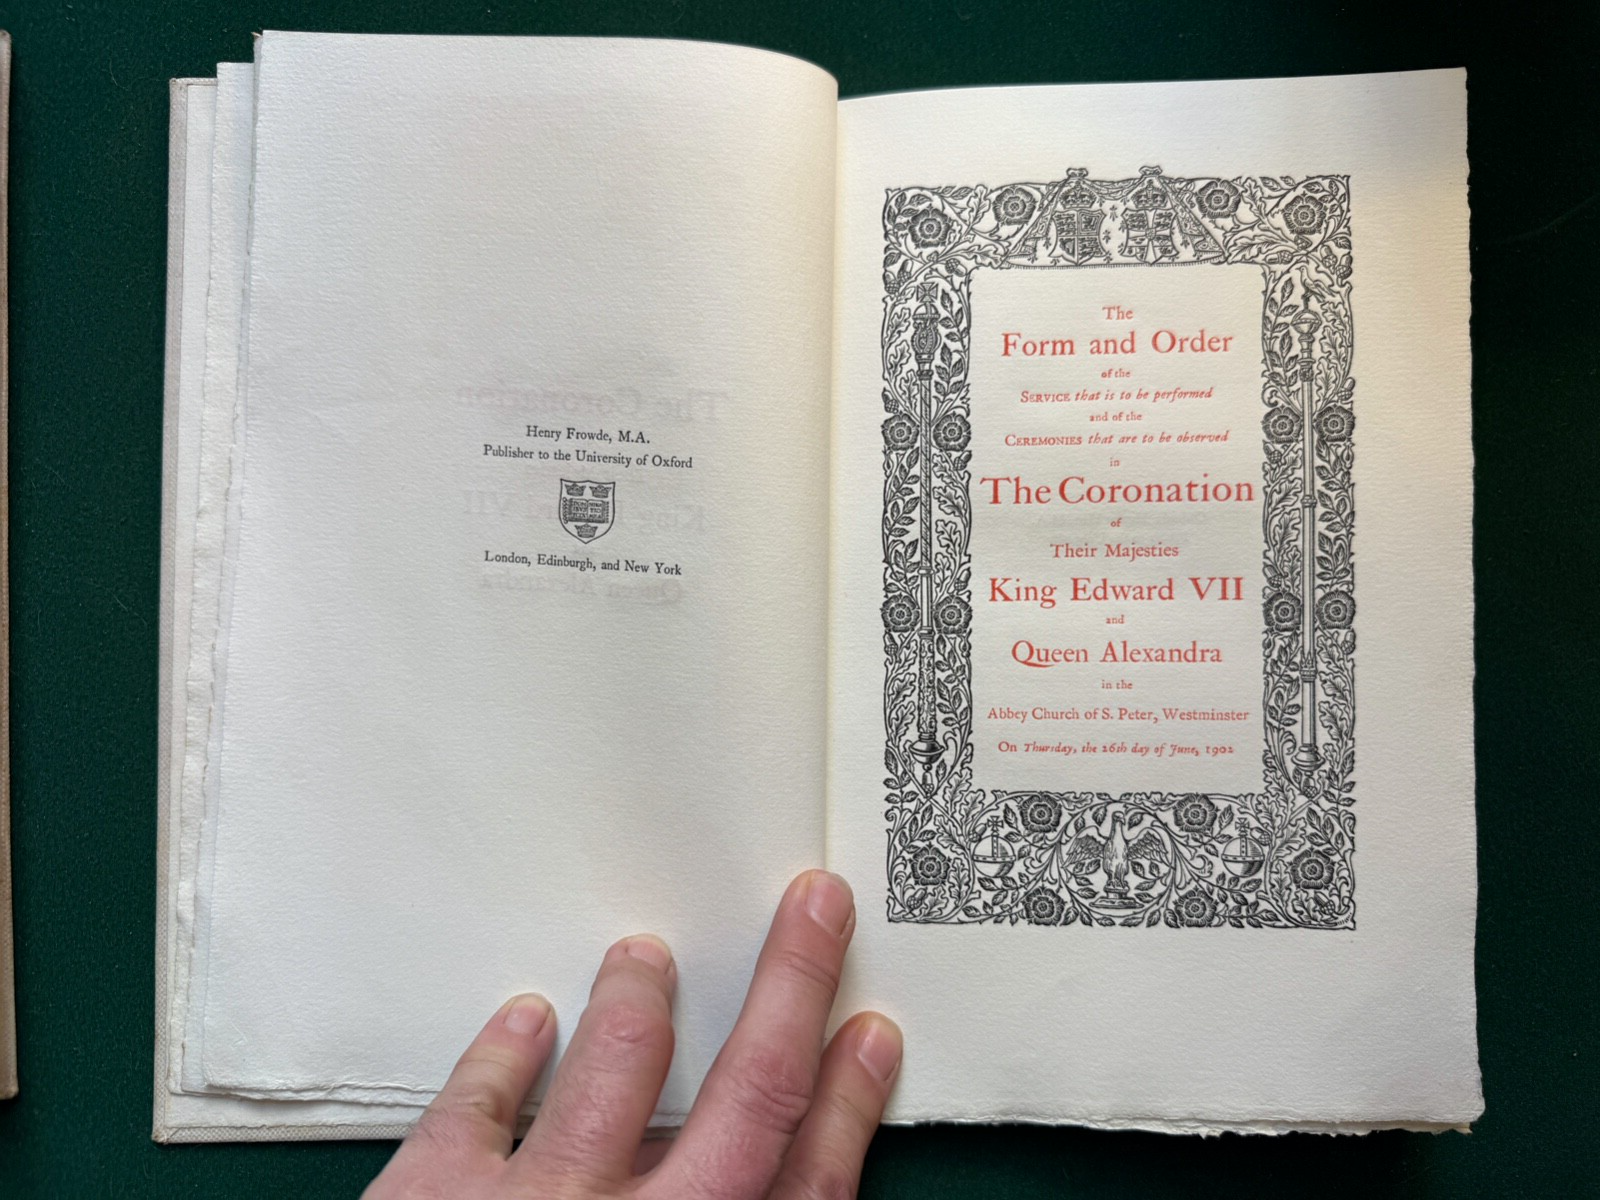 Henry Frowde, M.A.
Publisher to the University of Oxford
London, Edinburgh, and New York
The
Form and Order
of the
SERVICE that is to be performed
and of the
CEREMONIES that are to be observed
in
The Coronation
of
Their Majesties
King Edward VII
and
Queen Alexandra
in the
Abbey Church of S. Peter, Westminster
On Thursday, the 26th day of June, 1902